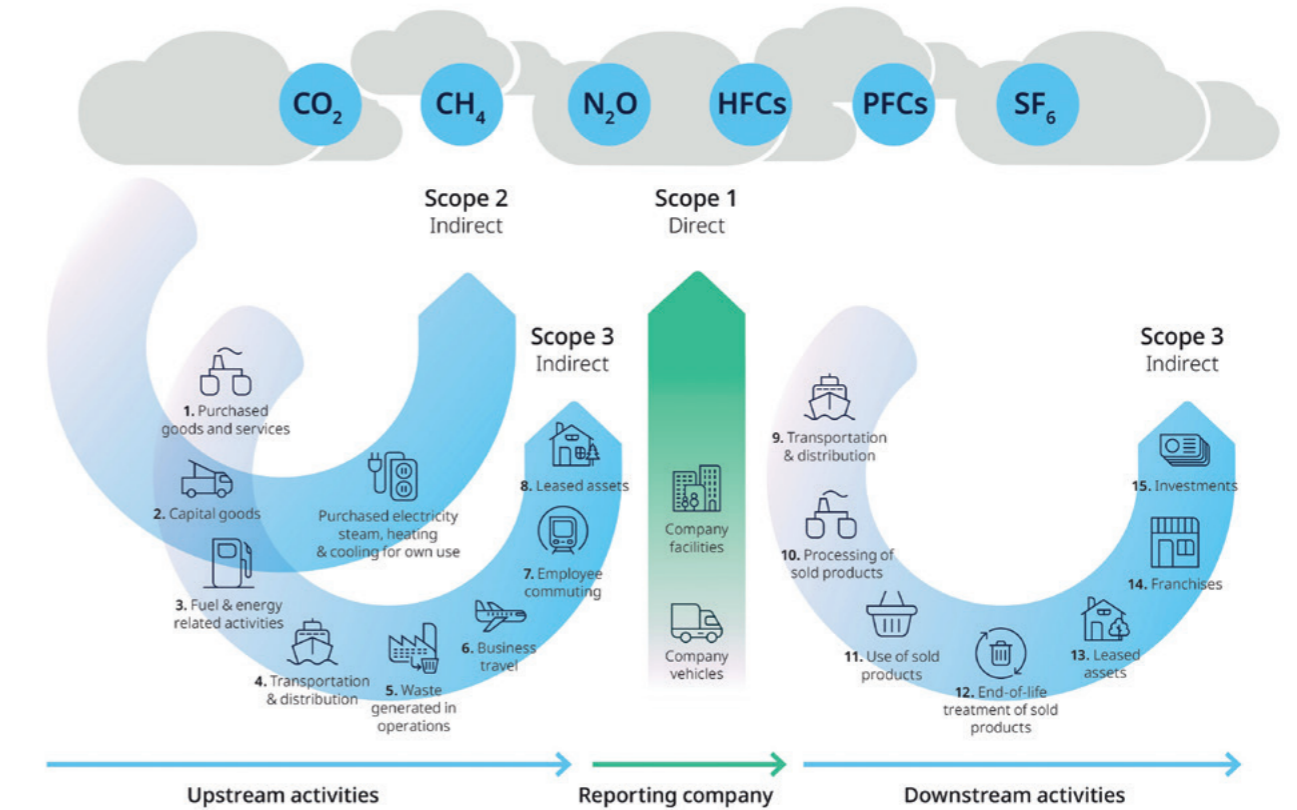 CO₂
CH₄
N₂O
HFCs
PFCs
SF₆
Scope 2
Indirect
Scope 1
Direct
Scope 3
Indirect
Scope 3
Indirect
1. Purchased
goods and services
2. Capital goods
3. Fuel & energy
related activities
4. Transportation
& distribution
5. Waste
generated in
operations
6. Business
travel
7. Employee
commuting
8. Leased assets
Purchased electricity
steam, heating
& cooling for own use
Company
facilities
Company
vehicles
9. Transportation
& distribution
10. Processing of
sold products
11. Use of sold
products
12. End-of-life
treatment of sold
products
13. Leased
assets
14. Franchises
15. Investments
Upstream activities
Reporting company
Downstream activities